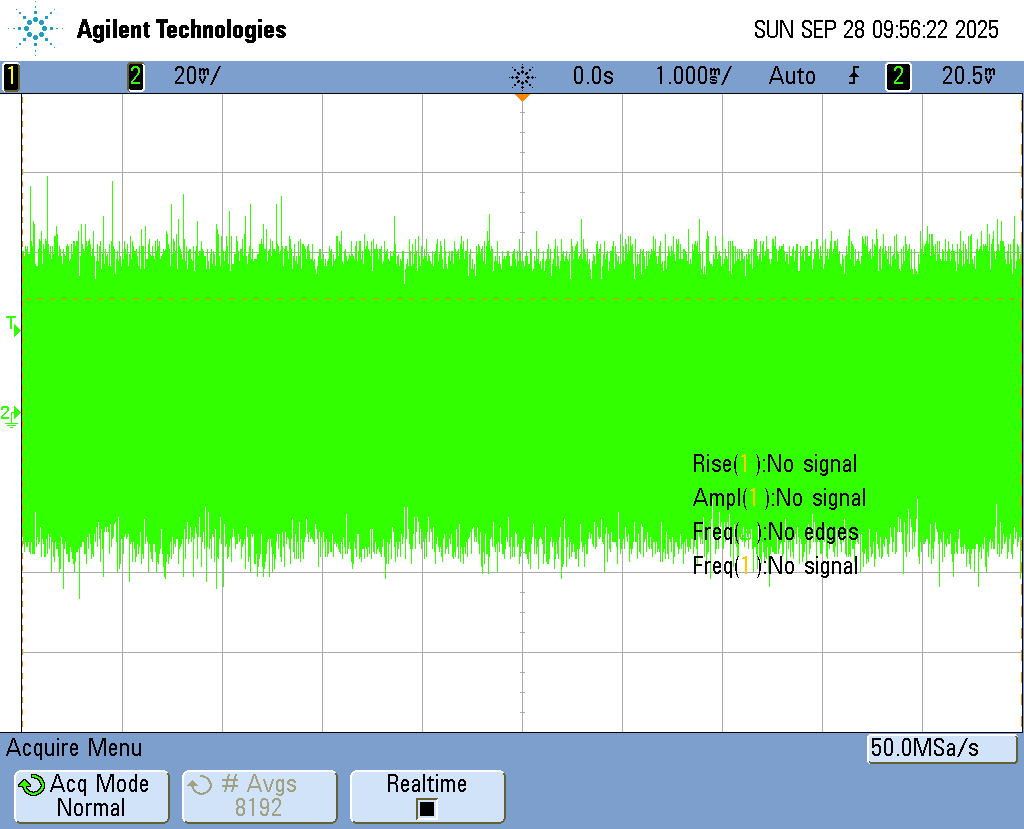 Agilent Technologies
SUN SEP 28 09:56:22 2025
1 2 20mV/ 0.0s 1.000ms/ Auto 2 20.5mV
T
2
Rise(1):No signal
Ampl(1):No signal
Freq( ):No edges
Freq(1):No signal
Acquire Menu
50.0MSa/s
Acq Mode
Normal
# Avgs
8192
Realtime